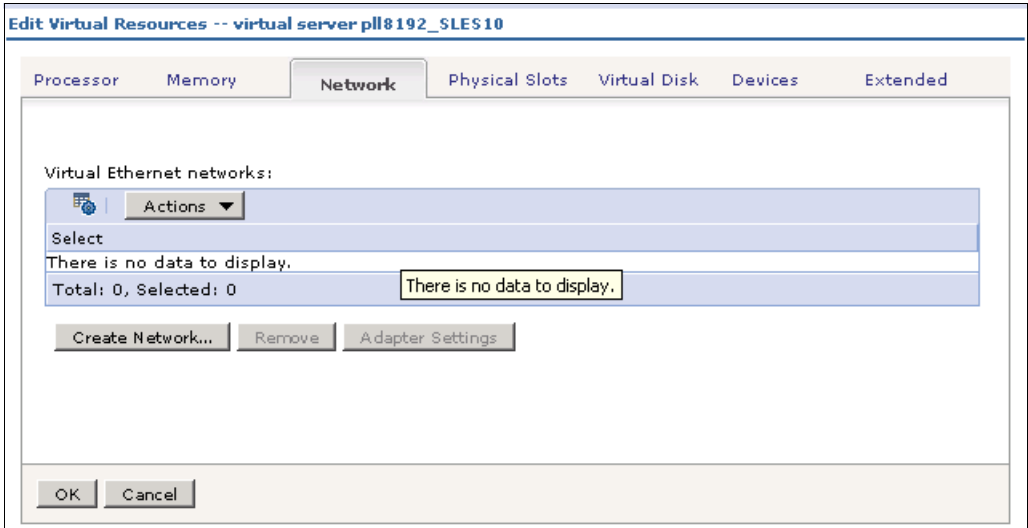 Edit Virtual Resources -- virtual server pll8192_SLES10
Processor Memory Network Physical Slots Virtual Disk Devices Extended
Virtual Ethernet networks:
Actions
Select
There is no data to display.
Total: 0, Selected: 0
There is no data to display.
Create Network... Remove Adapter Settings
OK Cancel